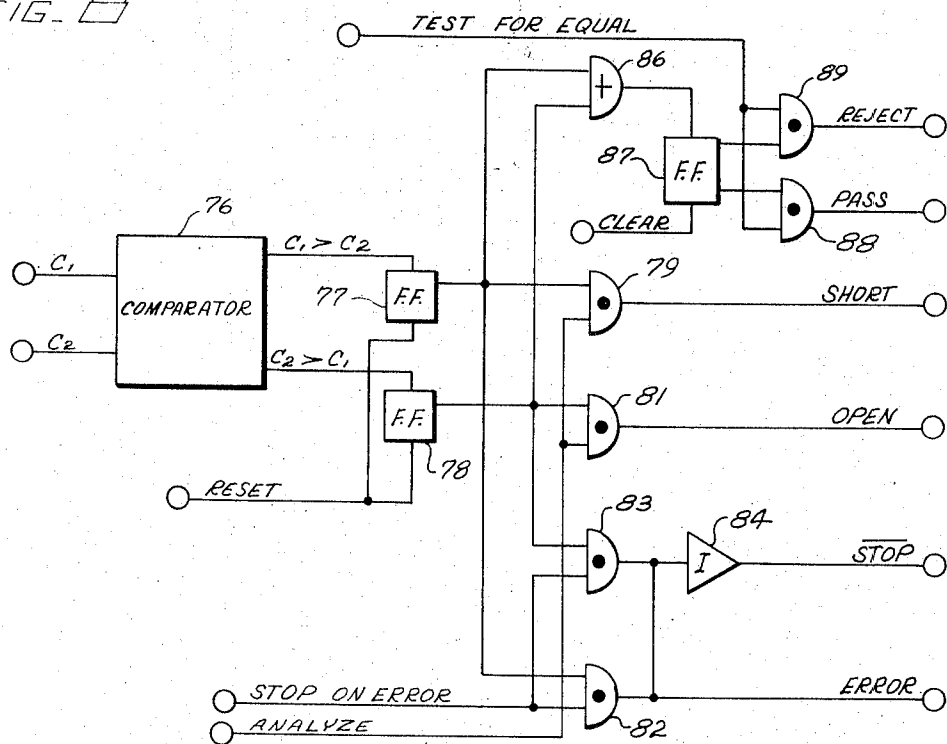 FIG_
TEST FOR EQUAL
86
89
+
REJECT
87
F.F.
PASS
76
CLEAR
88
C1 > C2
79
C1
77
F.F.
SHORT
COMPARATOR
C2
C2 > C1
81
F.F.
OPEN
78
RESET
83
84
I
STOP
STOP ON ERROR
ERROR
ANALYZE
82